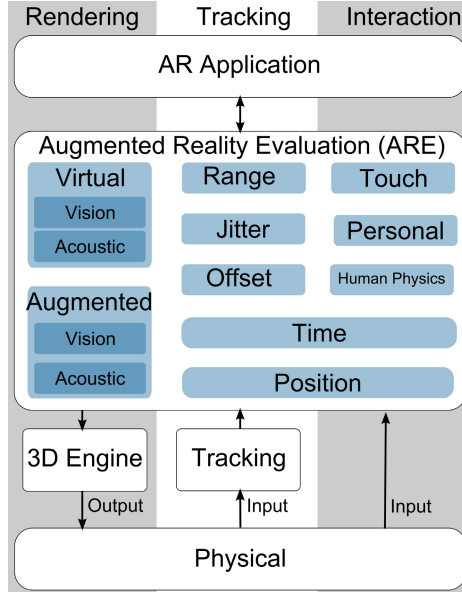 Rendering
Tracking
Interaction
AR Application
Augmented Reality Evaluation (ARE)
Virtual
Vision
Acoustic
Augmented
Vision
Acoustic
Range
Jitter
Offset
Touch
Personal
Human Physics
Time
Position
3D Engine
Tracking
Output
Input
Input
Physical